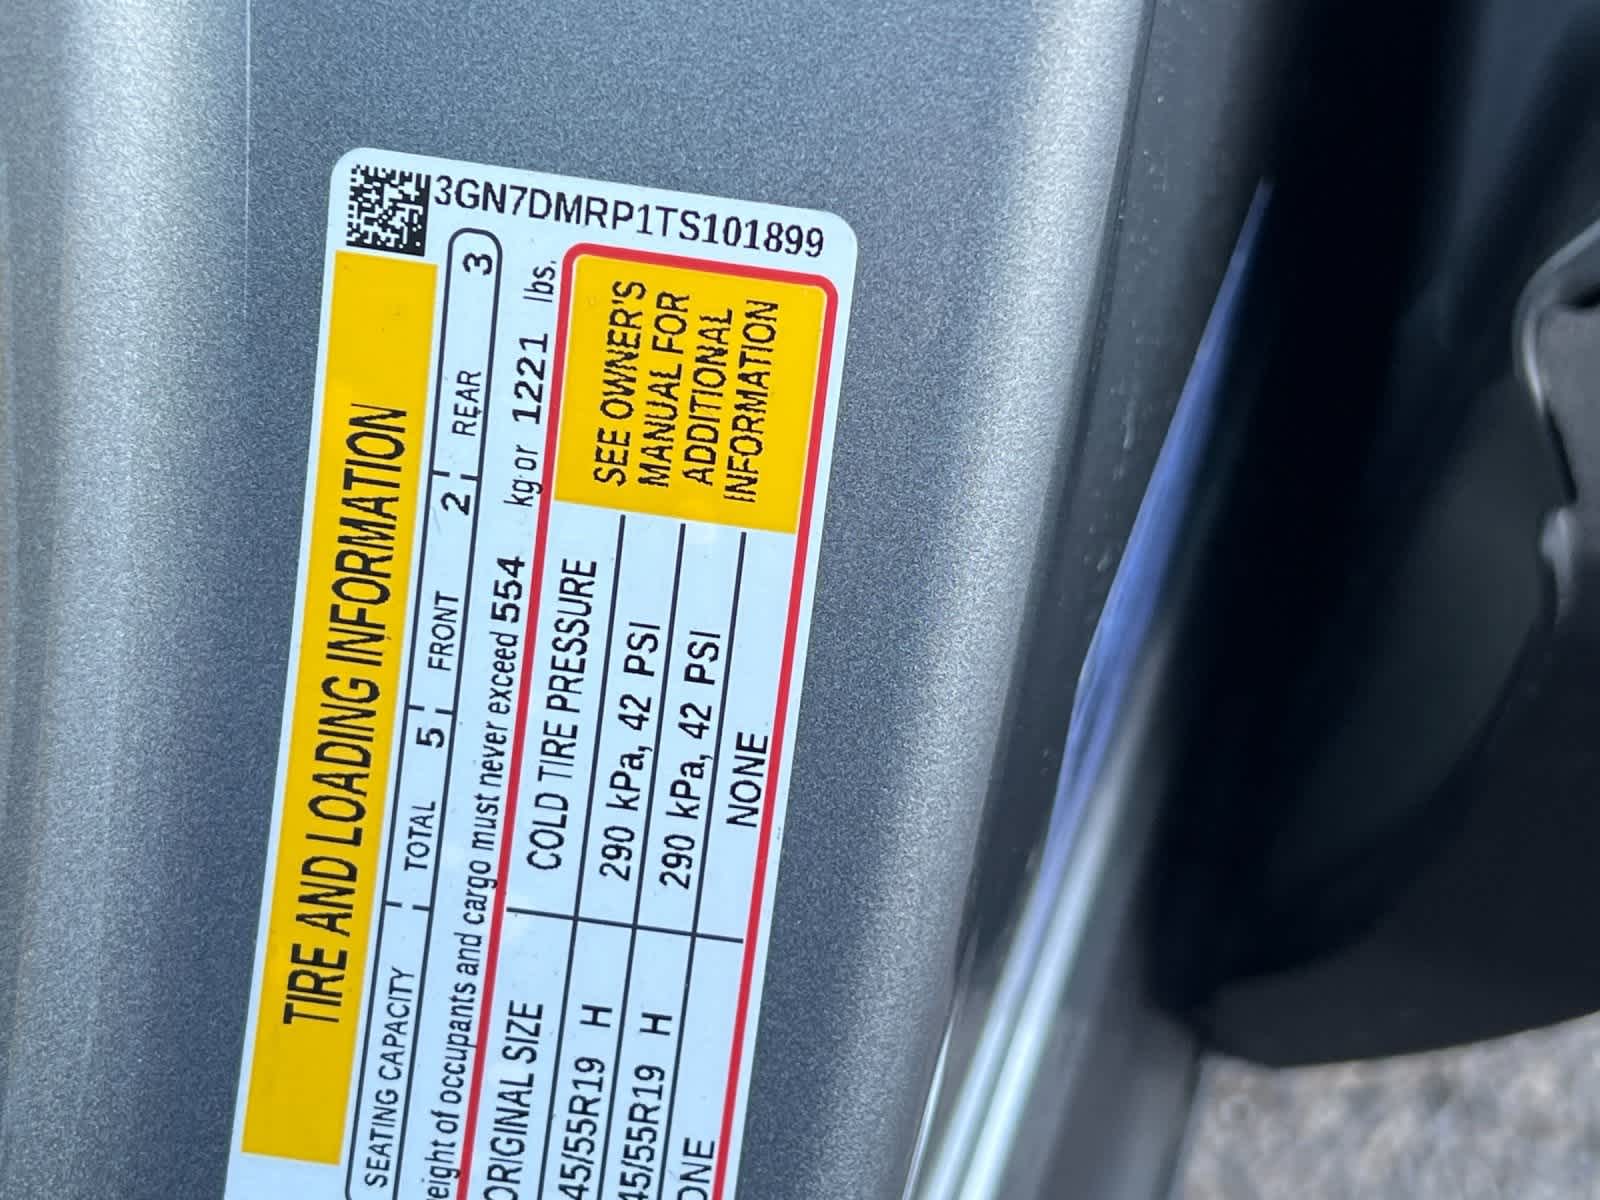 3GN7DMRP1TS101899
TIRE AND LOADING INFORMATION
SEATING CAPACITY TOTAL 5 FRONT 2 REAR 3
of occupants and cargo must never exceed 554 kg or 1221 lbs.
ORIGINAL SIZE COLD TIRE PRESSURE
45/55R19 H 290 kPa, 42 PSI
45/55R19 H 290 kPa, 42 PSI
NONE
SEE OWNER'S
MANUAL FOR
ADDITIONAL
INFORMATION